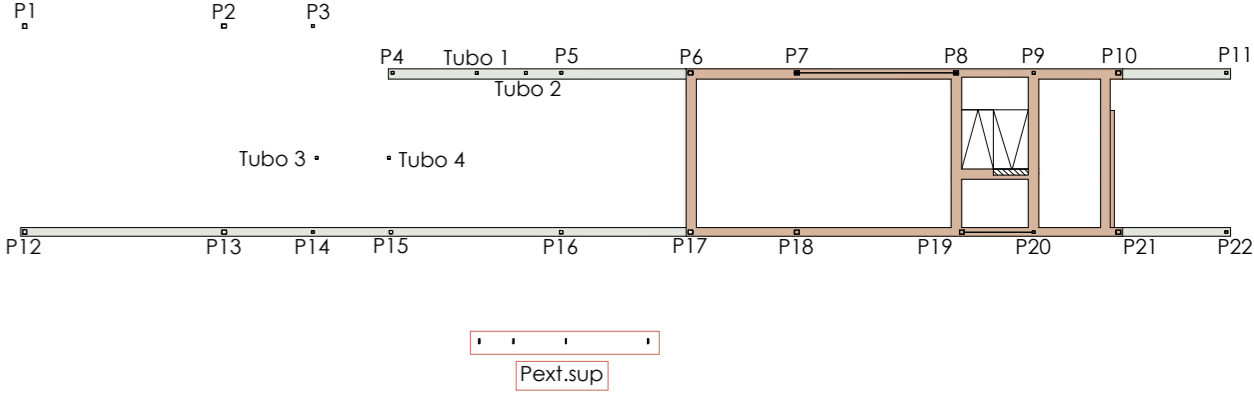 P1 P2 P3
P4 Tubo 1 P5 P6 P7 P8 P9 P10 P11
Tubo 2
Tubo 3 Tubo 4
P12 P13 P14 P15 P16 P17 P18 P19 P20 P21 P22
Pext.sup